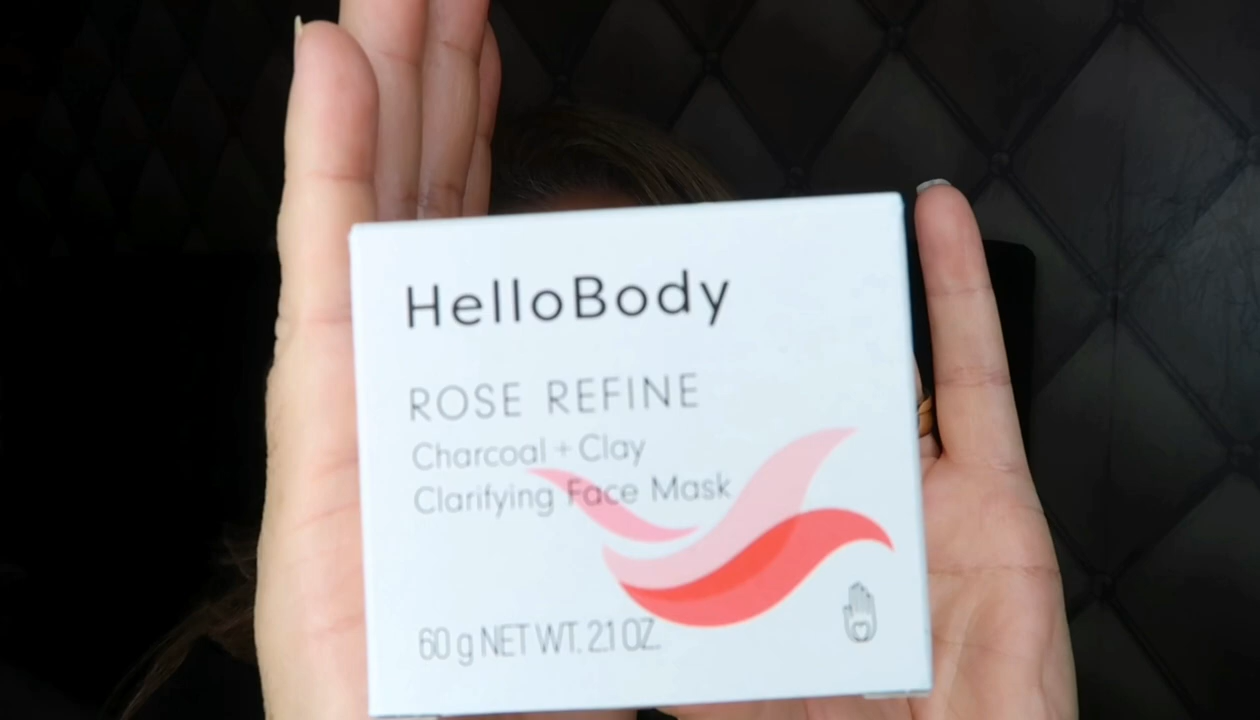 HelloBody
ROSE REFINE
Charcoal + Clay
Clarifying Face Mask
60 g NET WT. 2.1 OZ.